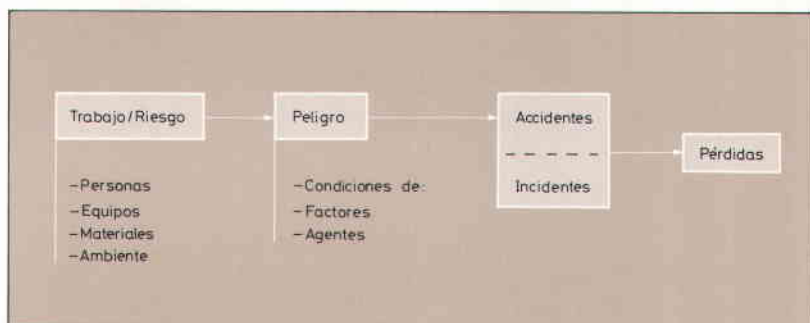 Trabajo/Riesgo
-Personas
-Equipos
-Materiales
-Ambiente
Peligro
-Condiciones de:
-Factores
-Agentes
Accidentes
Incidentes
Pérdidas